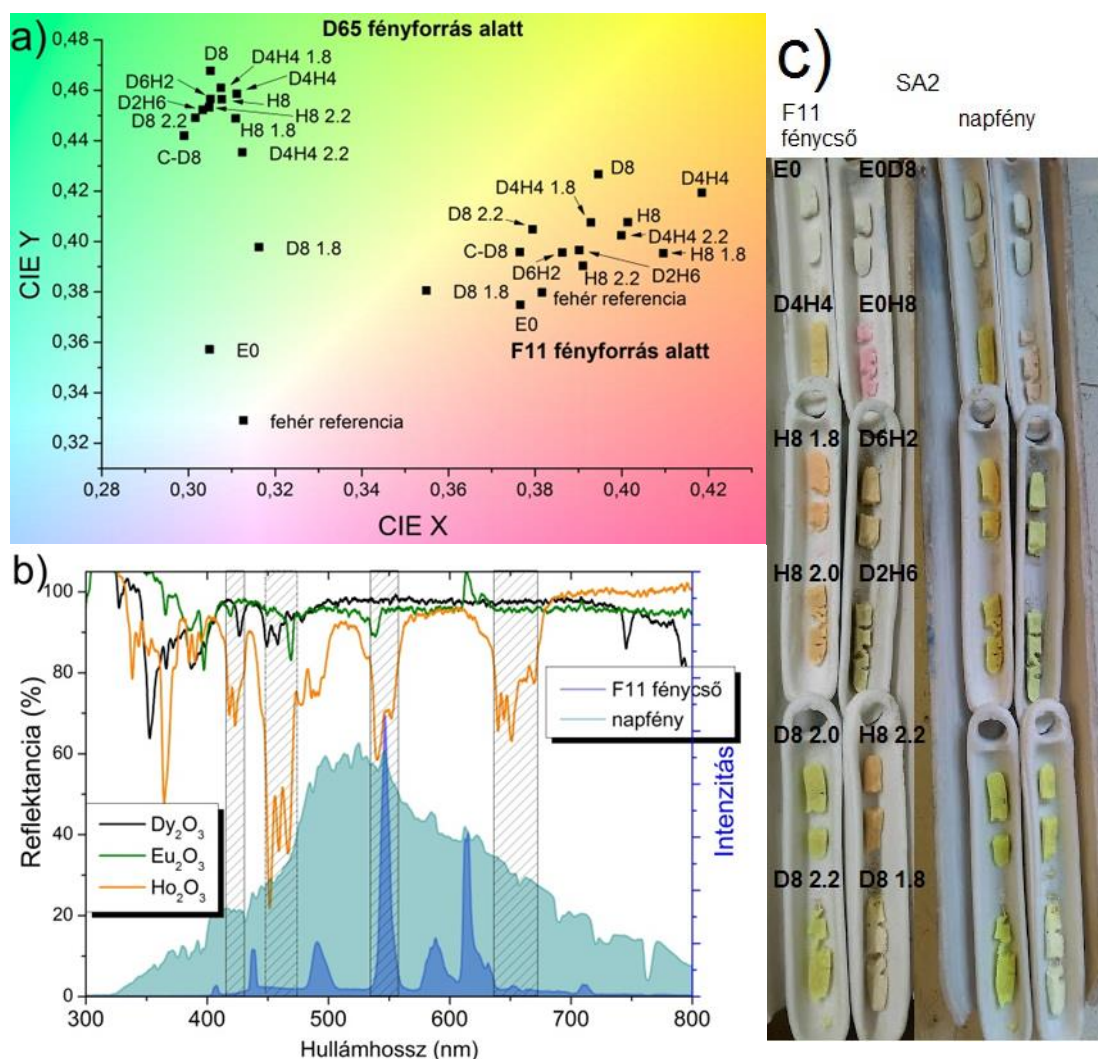 a)
D65 fényforrás alatt
0,48
0,46
0,44
0,42
0,40
0,38
0,36
0,34
0,32
CIE Y
D8
D4H4 1.8
D6H2
D4H4
D2H6
H8
D8 2.2
H8 2.2
H8 1.8
C-D8
D4H4 2.2
D8 1.8
E0
fehér referencia
D8
D4H4
D4H4 1.8
D8 2.2
H8
D4H4 2.2
C-D8
H8 1.8
D6H2
D2H6
H8 2.2
D8 1.8
fehér referencia
E0
F11 fényforrás alatt
0,28
0,30
0,32
0,34
0,36
0,38
0,40
0,42
CIE X
b)
100
80
60
40
20
0
Reflektancia (%)
F11 fénycső
napfény
Dy2O3
Eu2O3
Ho2O3
Intenzitás
300
400
500
600
700
800
Hullámhossz (nm)
c)
SA2
F11
fénycső
napfény
E0
E0D8
D4H4
E0H8
H8 1.8
D6H2
H8 2.0
D2H6
D8 2.0
H8 2.2
D8 2.2
D8 1.8